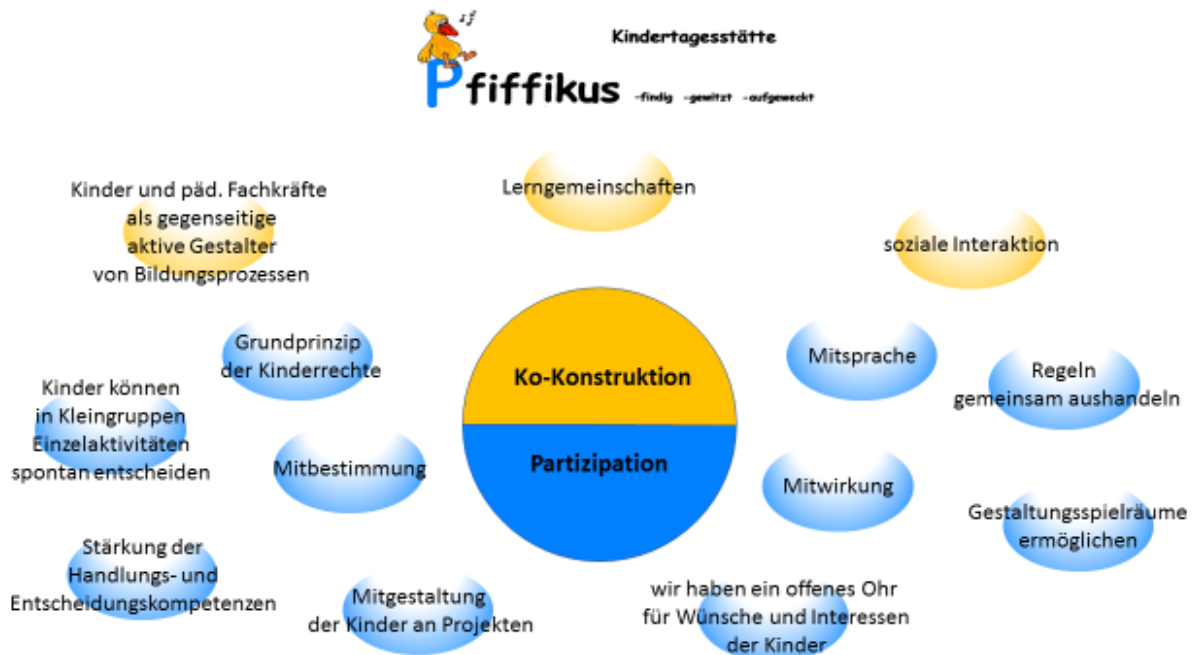 Kindertagesstätte
Pfiffikus -findig -gewitzt -aufgeweckt
Lerngemeinschaften
Kinder und päd. Fachkräfte
als gegenseitige
aktive Gestalter
von Bildungsprozessen
soziale Interaktion
Grundprinzip
der Kinderrechte
Mitsprache
Regeln
gemeinsam aushandeln
Ko-Konstruktion
Kinder können
in Kleingruppen
Einzelaktivitäten
spontan entscheiden
Mitbestimmung
Partizipation
Mitwirkung
Gestaltungsspielräume
ermöglichen
Stärkung der
Handlungs- und
Entscheidungskompetenzen
Mitgestaltung
der Kinder an Projekten
wir haben ein offenes Ohr
für Wünsche und Interessen
der Kinder